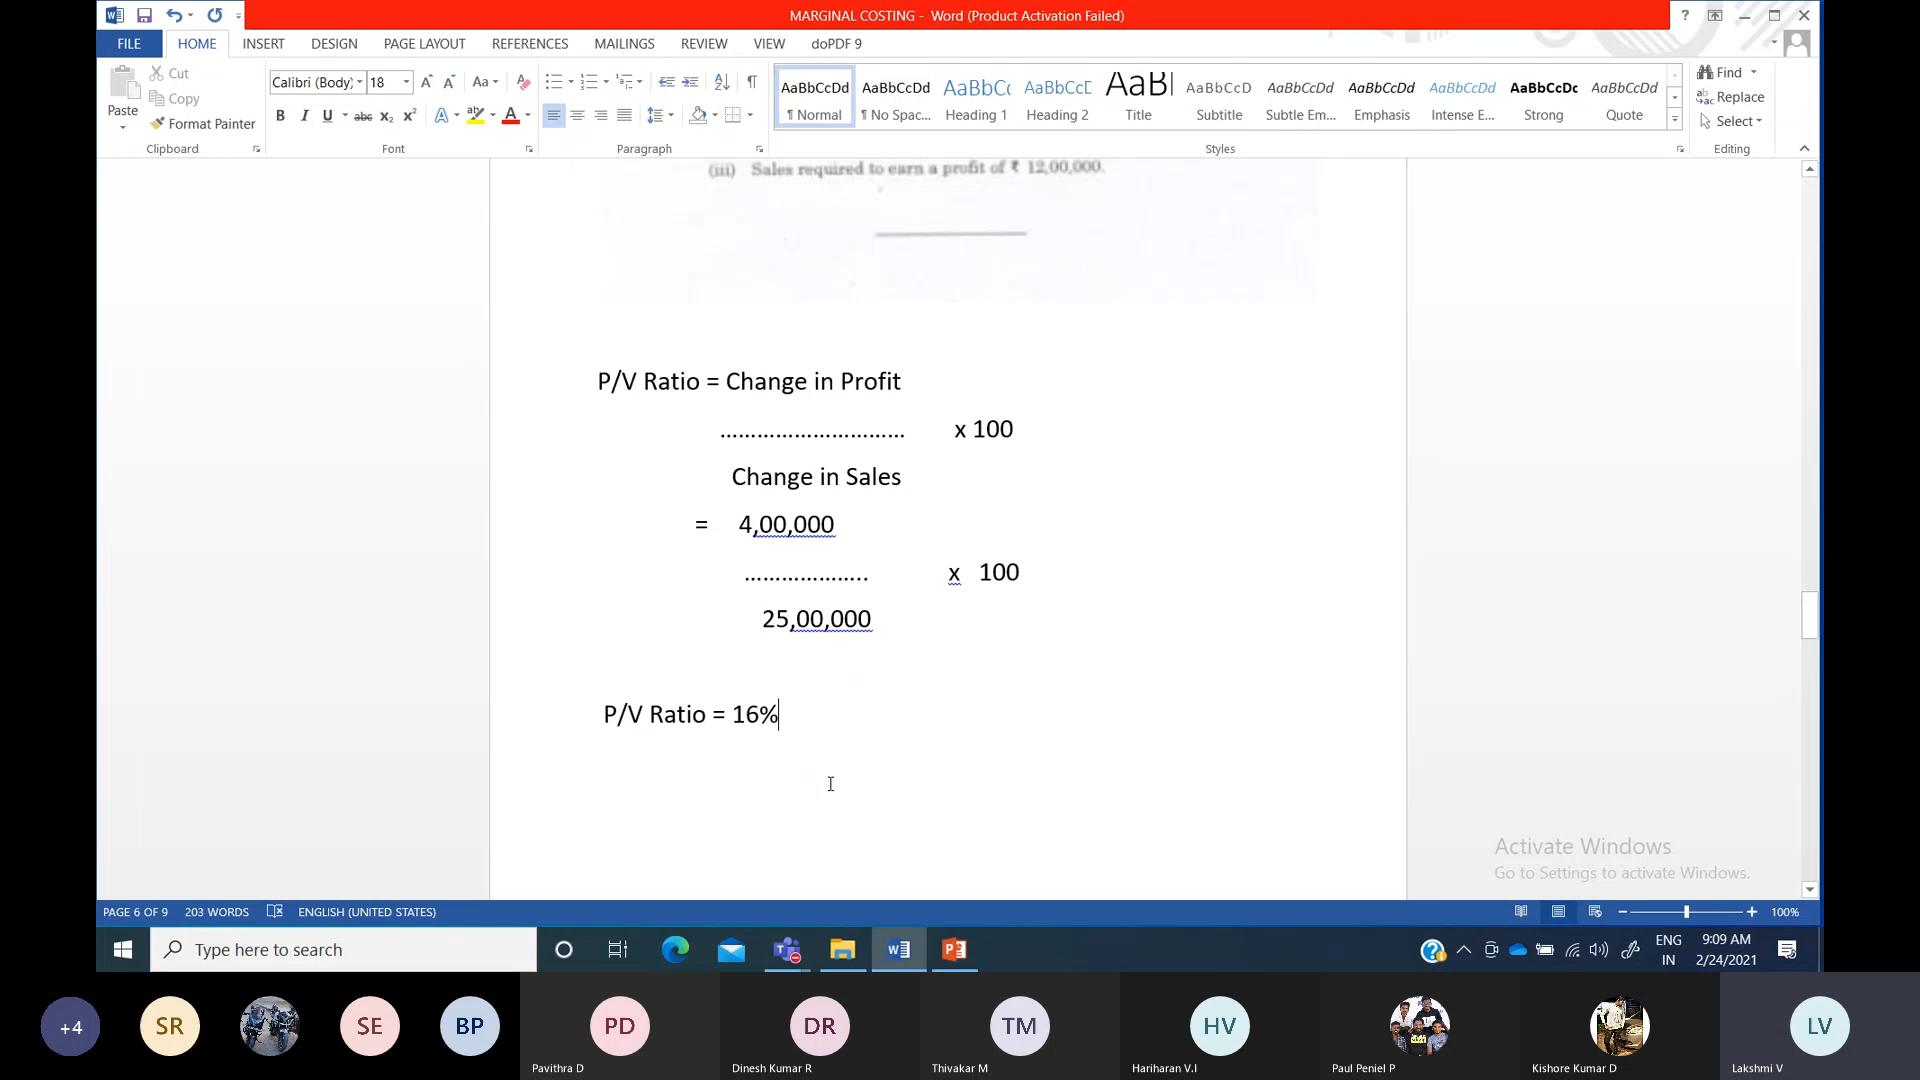 MARGINAL COSTING - Word (Product Activation Failed)
?
FILE HOME INSERT DESIGN PAGE LAYOUT REFERENCES MAILINGS REVIEW VIEW doPDF 9
Paste
Cut
Copy
Format Painter
Clipboard
Calibri (Body) 18
Aa
B I U abc X₂ X²
Font
Paragraph
AaBbCcDd AaBbCcDd AaBbCc AaBbCcD AaB AaBbCcD AaBbCcDd AaBbCcDd AaBbCcDd AaBbCcDc AaBbCcDd
¶ Normal ¶ No Spac... Heading 1 Heading 2 Title Subtitle Subtle Em... Emphasis Intense E... Strong Quote
Styles
Find
Replace
Select
Editing
(iii) Sales required to earn a profit of ₹ 12,00,000.
P/V Ratio = Change in Profit
………………………… x 100
Change in Sales
= 4,00,000
……………….. x 100
25,00,000
P/V Ratio = 16%
Activate Windows
Go to Settings to activate Windows.
PAGE 6 OF 9 203 WORDS ENGLISH (UNITED STATES) 100%
Type here to search
ENG
IN
9:09 AM
2/24/2021
+4 SR SE BP PD DR TM HV LV
Pavithra D Dinesh Kumar R Thivakar M Hariharan V.I Paul Peniel P Kishore Kumar D Lakshmi V